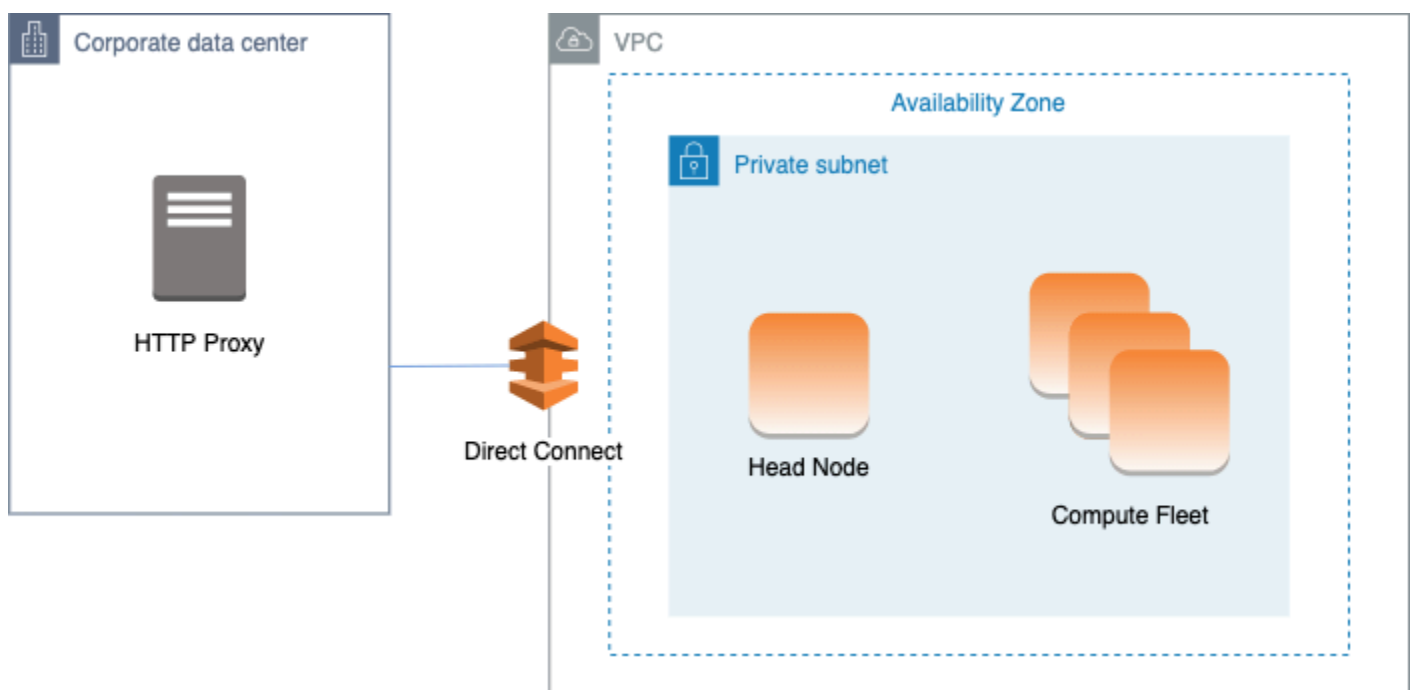 Corporate data center
VPC
Availability Zone
Private subnet
HTTP Proxy
Direct Connect
Head Node
Compute Fleet